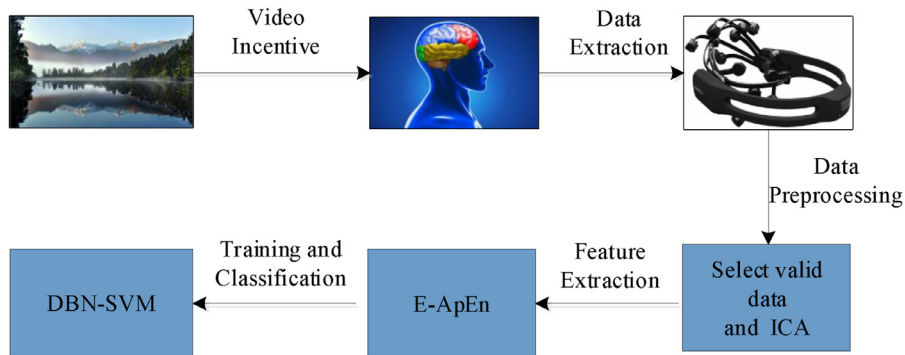 Video
Incentive
Data
Extraction
Data
Preprocessing
Select valid
data
and ICA
Feature
Extraction
E-ApEn
Training and
Classification
DBN-SVM